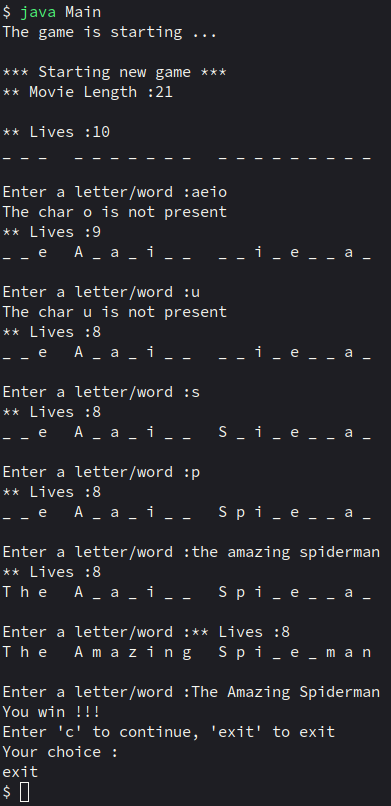 $ java Main
The game is starting ...
*** Starting new game ***
** Movie Length :21
** Lives :10
_ _ _   _ _ _ _ _ _ _   _ _ _ _ _ _ _ _ _
Enter a letter/word :aeio
The char o is not present
** Lives :9
_ _ e   A _ a _ i _ _   _ _ i _ e _ _ a _
Enter a letter/word :u
The char u is not present
** Lives :8
_ _ e   A _ a _ i _ _   _ _ i _ e _ _ a _
Enter a letter/word :s
** Lives :8
_ _ e   A _ a _ i _ _   S _ i _ e _ _ a _
Enter a letter/word :p
** Lives :8
_ _ e   A _ a _ i _ _   S p i _ e _ _ a _
Enter a letter/word :the amazing spiderman
** Lives :8
T h e   A _ a _ i _ _   S p i _ e _ _ a _
Enter a letter/word :** Lives :8
T h e   A m a z i n g   S p i _ e _ m a n
Enter a letter/word :The Amazing Spiderman
You win !!!
Enter 'c' to continue, 'exit' to exit
Your choice :
exit
$